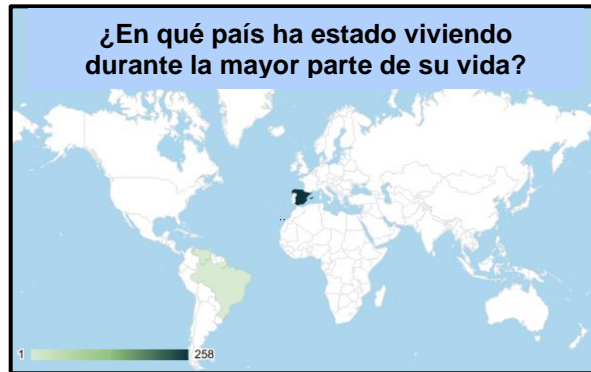 ¿En qué país ha estado viviendo
durante la mayor parte de su vida?
1 258